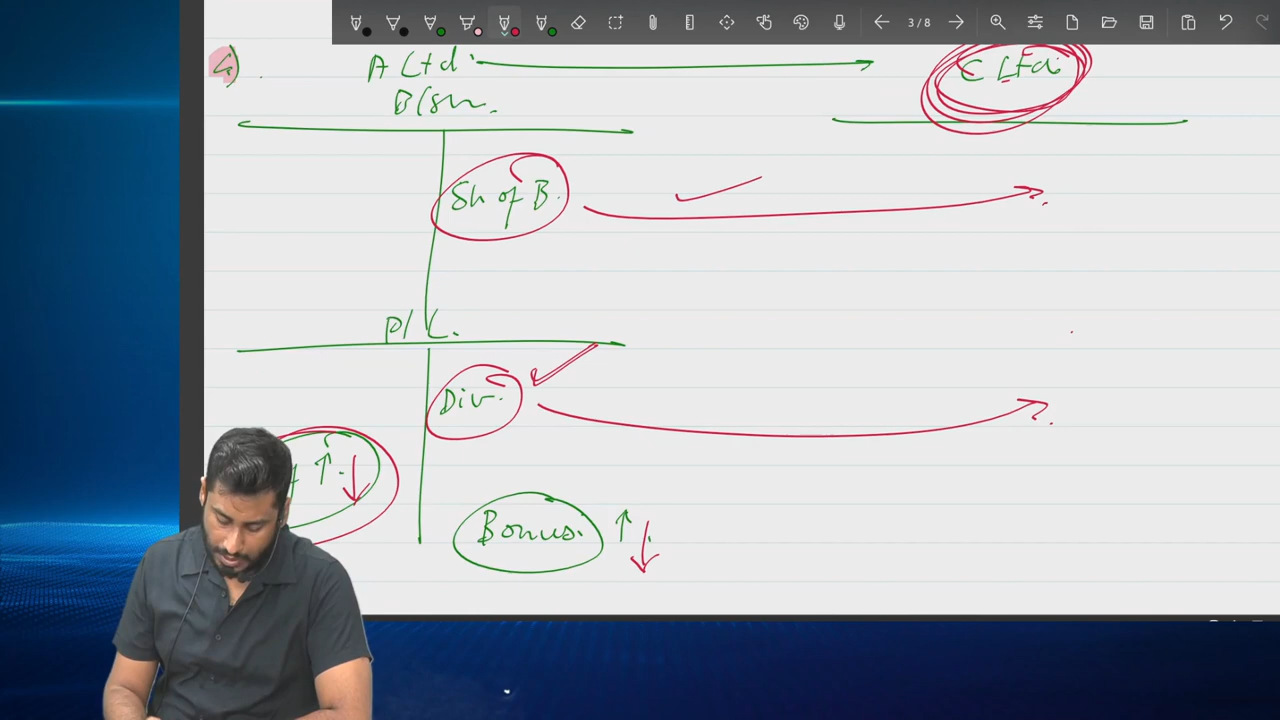 3/8
4)
A Ltd. C Ltd.
B/Sh.
Sh of B. ?
P/L.
Div. ?
Bonus.